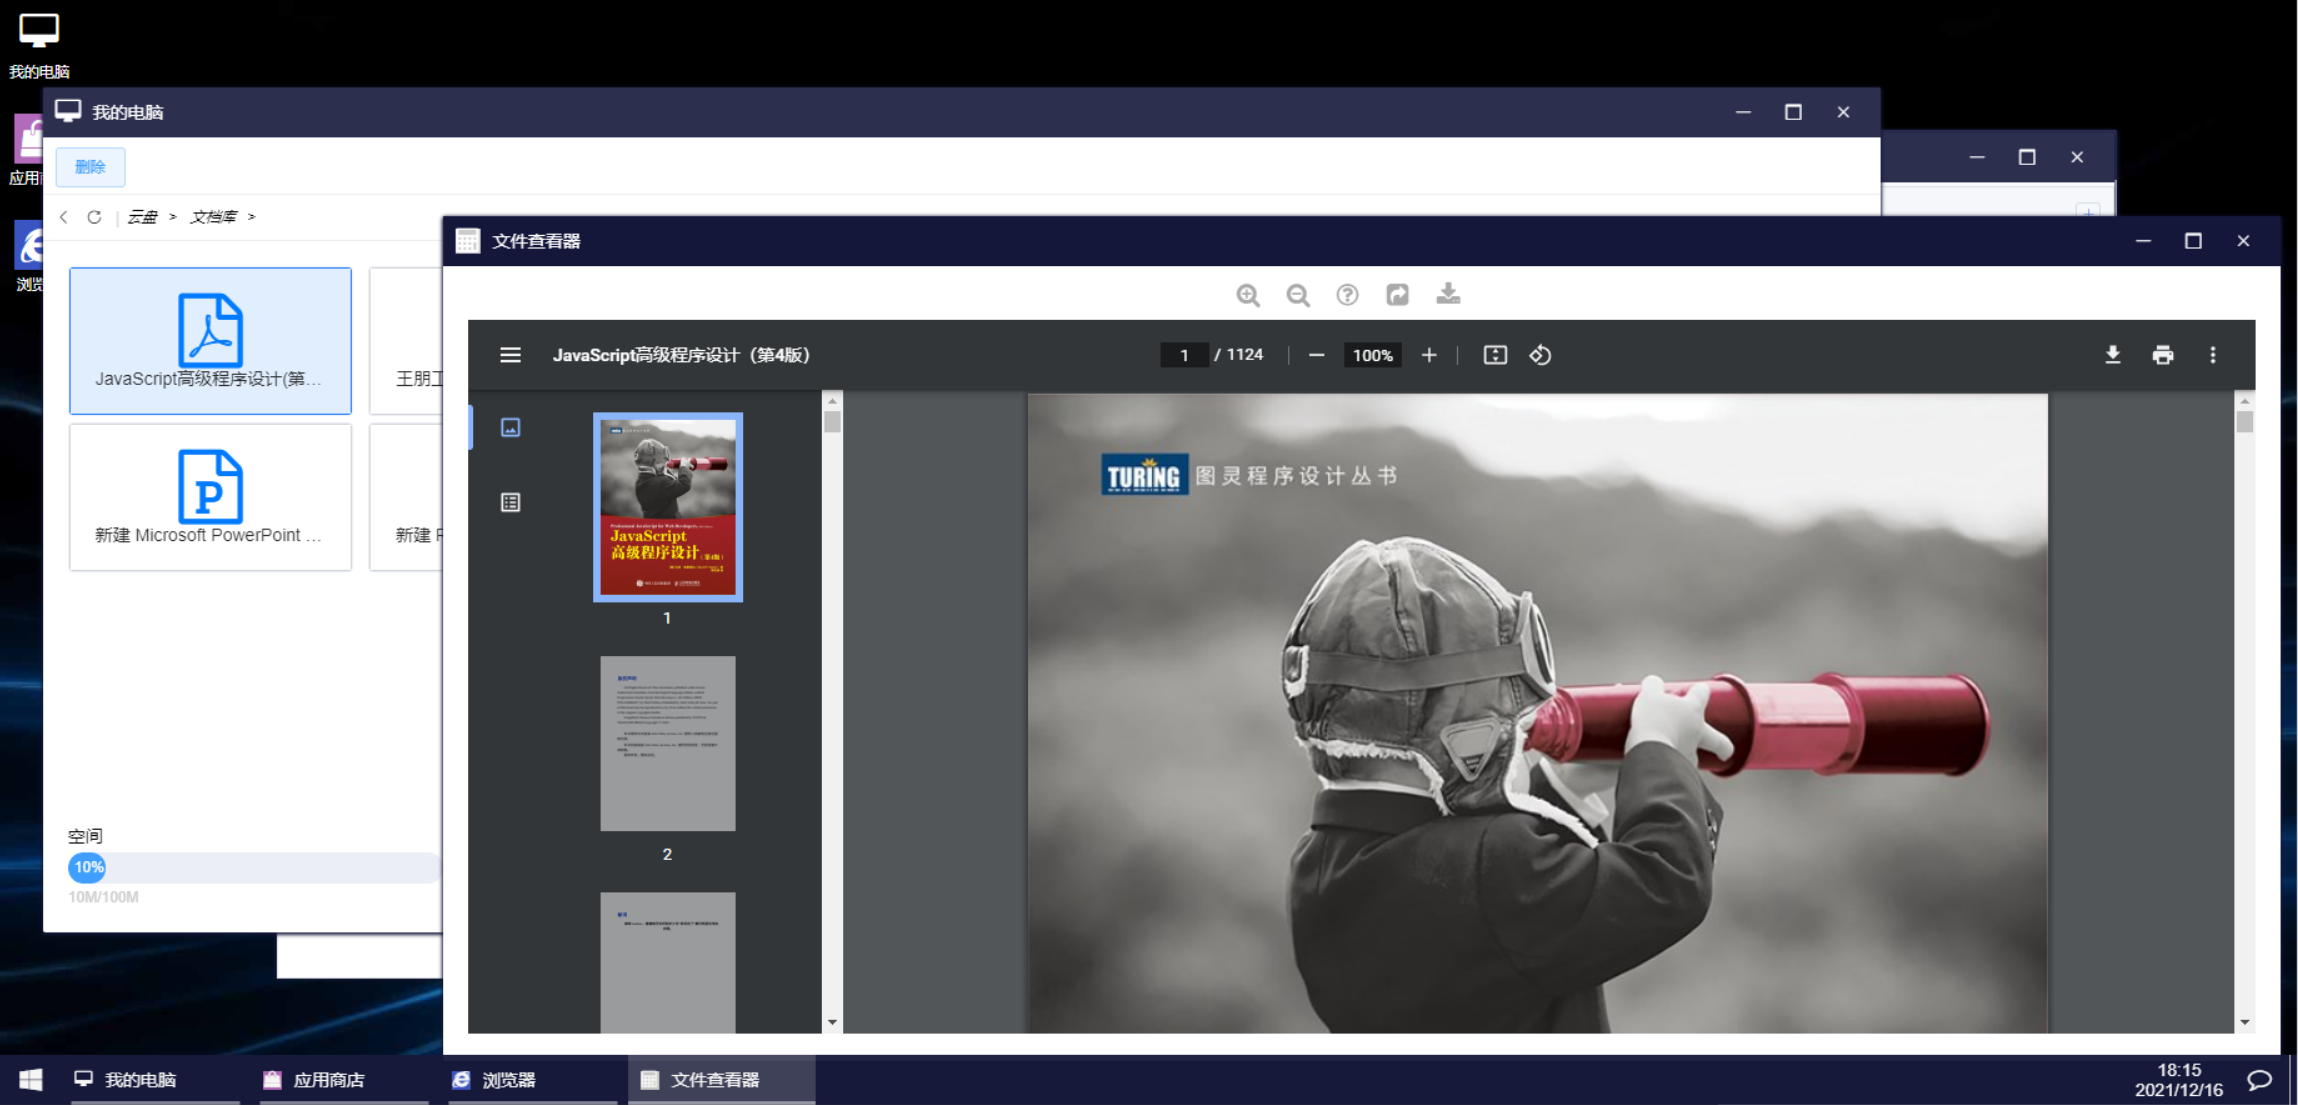 我的电脑
应用
浏览
我的电脑
删除
云盘 > 文档库 >
JavaScript高级程序设计(第...
王朋工
新建 Microsoft PowerPoint ...
新建 F
空间
10%
10M/100M
文件查看器
JavaScript高级程序设计（第4版）
1 / 1124
100%
JavaScript
高级程序设计(第4版)
1
2
TURING 图灵程序设计丛书
我的电脑
应用商店
浏览器
文件查看器
18:15
2021/12/16